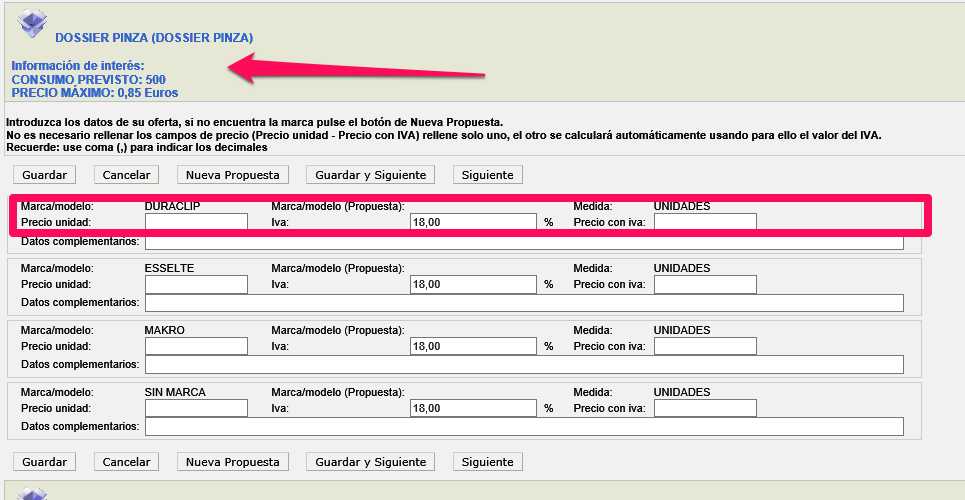 DOSSIER PINZA (DOSSIER PINZA)
Información de interés:
CONSUMO PREVISTO: 500
PRECIO MÁXIMO: 0,85 Euros
Introduzca los datos de su oferta, si no encuentra la marca pulse el botón de Nueva Propuesta.
No es necesario rellenar los campos de precio (Precio unidad - Precio con IVA) rellene solo uno, el otro se calculará automáticamente usando para ello el valor del IVA.
Recuerde: use coma (,) para indicar los decimales
Guardar Cancelar Nueva Propuesta Guardar y Siguiente Siguiente
Marca/modelo: DURACLIP Marca/modelo (Propuesta): Medida: UNIDADES
Precio unidad: Iva: 18,00 % Precio con iva:
Datos complementarios:
Marca/modelo: ESSELTE Marca/modelo (Propuesta): Medida: UNIDADES
Precio unidad: Iva: 18,00 % Precio con iva:
Datos complementarios:
Marca/modelo: MAKRO Marca/modelo (Propuesta): Medida: UNIDADES
Precio unidad: Iva: 18,00 % Precio con iva:
Datos complementarios:
Marca/modelo: SIN MARCA Marca/modelo (Propuesta): Medida: UNIDADES
Precio unidad: Iva: 18,00 % Precio con iva:
Datos complementarios:
Guardar Cancelar Nueva Propuesta Guardar y Siguiente Siguiente